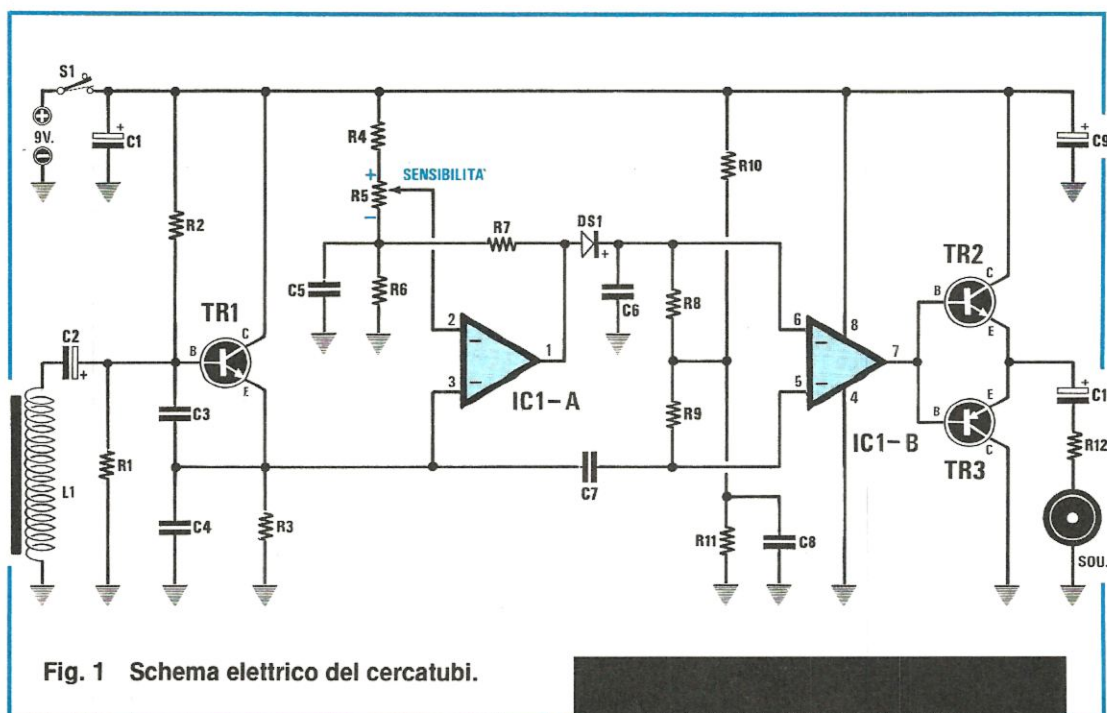 S1
9V.
+
C1
R2
R4
+
SENSIBILITA'
R5
−
R10
+
C9
R7
DS1
+
C5
R6
C6
R8
TR2
B
C
E
TR1
C
B
E
C2
+
2
−
3
−
1
IC1-A
6
−
5
−
8
7
4
IC1-B
C3
R9
E
B
C
TR3
+
C1
R12
L1
R1
C4
R3
C7
R11
C8
SOU.
Fig. 1 Schema elettrico del cercatubi.